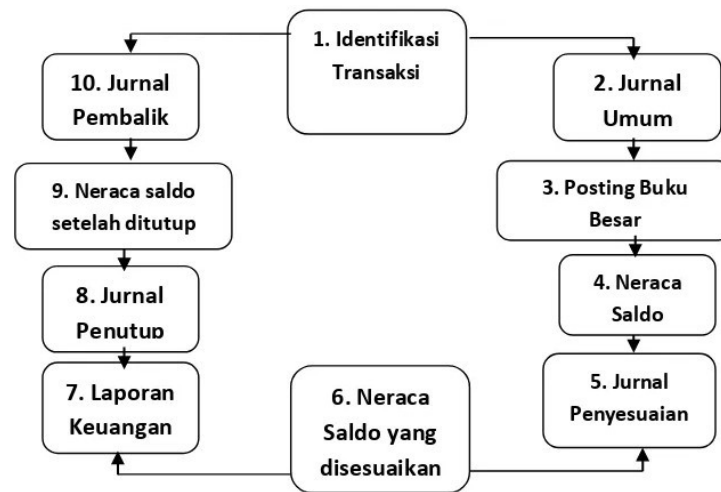 1. Identifikasi
Transaksi
2. Jurnal
Umum
3. Posting Buku
Besar
4. Neraca
Saldo
5. Jurnal
Penyesuaian
6. Neraca
Saldo yang
disesuaikan
7. Laporan
Keuangan
8. Jurnal
Penutup
9. Neraca saldo
setelah ditutup
10. Jurnal
Pembalik